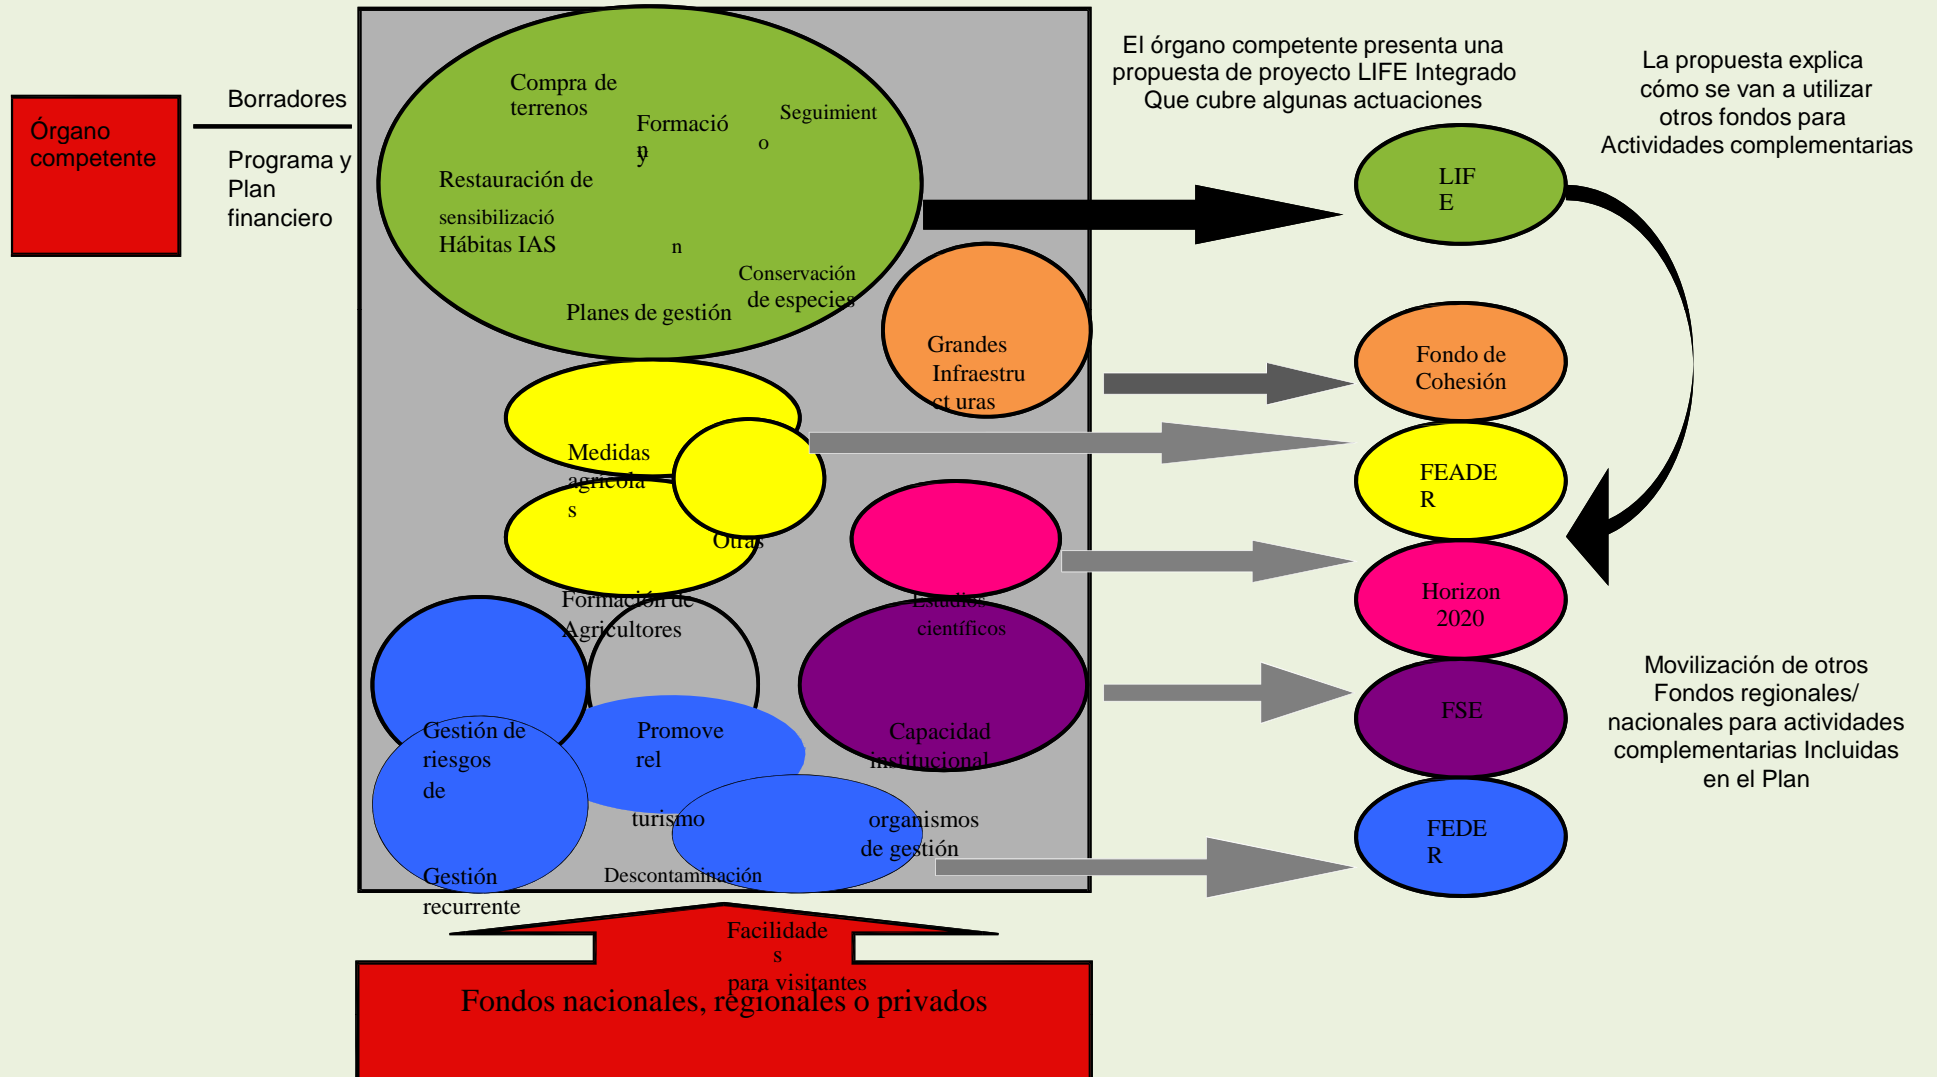 Órgano
competente
Borradores
Programa y
Plan
financiero
Compra de
terrenos
Formació
n
y
Seguimient
o
Restauración de
sensibilizació
n
Hábitas IAS
Conservación
de especies
Planes de gestión
Grandes
Infraestru
ct uras
Medidas
agrícola
s
Otras
Formación de
Agricultores
Estudios
científicos
Gestión de
riesgos
de
Promove
rel
turismo
Capacidad
institucional
organismos
de gestión
Gestión
recurrente
Descontaminación
Facilidade
s
para visitantes
Fondos nacionales, regionales o privados
El órgano competente presenta una
propuesta de proyecto LIFE Integrado
Que cubre algunas actuaciones
La propuesta explica
cómo se van a utilizar
otros fondos para
Actividades complementarias
LIF
E
Fondo de
Cohesión
FEADE
R
Horizon
2020
FSE
FEDE
R
Movilización de otros
Fondos regionales/
nacionales para actividades
complementarias Incluidas
en el Plan